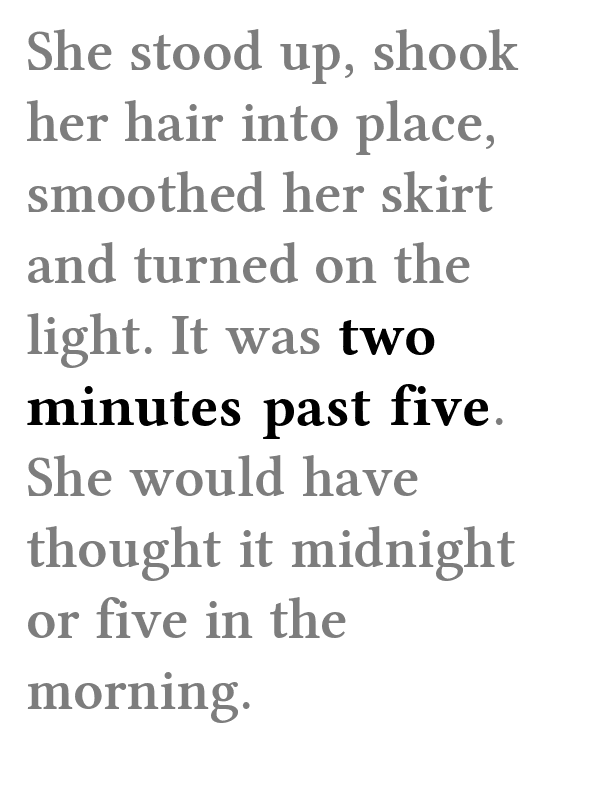 She stood up, shook
her hair into place,
smoothed her skirt
and turned on the
light. It was two
minutes past five.
She would have
thought it midnight
or five in the
morning.